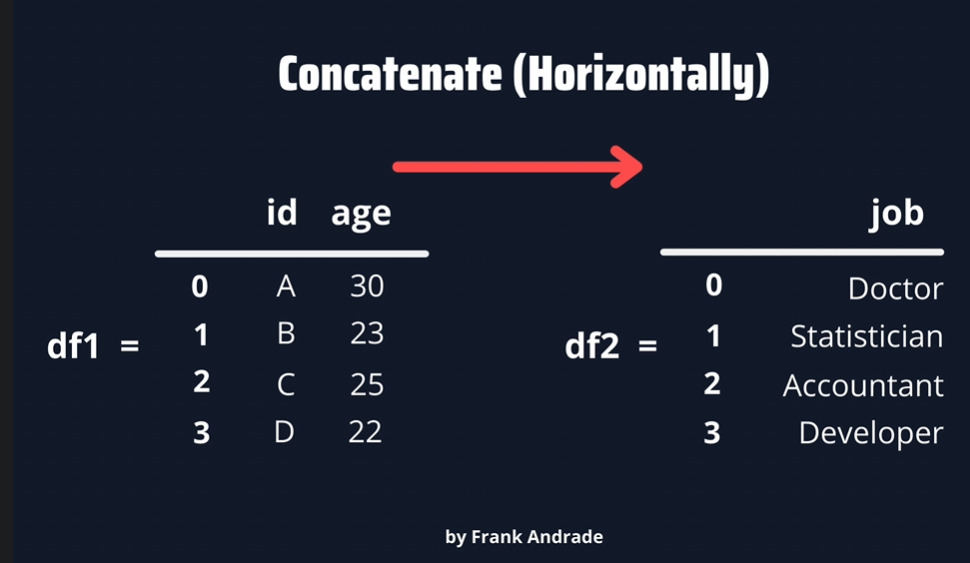 Concatenate (Horizontally)
id age
0 A 30
1 B 23
df1 =
2 C 25
3 D 22
job
0 Doctor
1 Statistician
df2 =
2 Accountant
3 Developer
by Frank Andrade